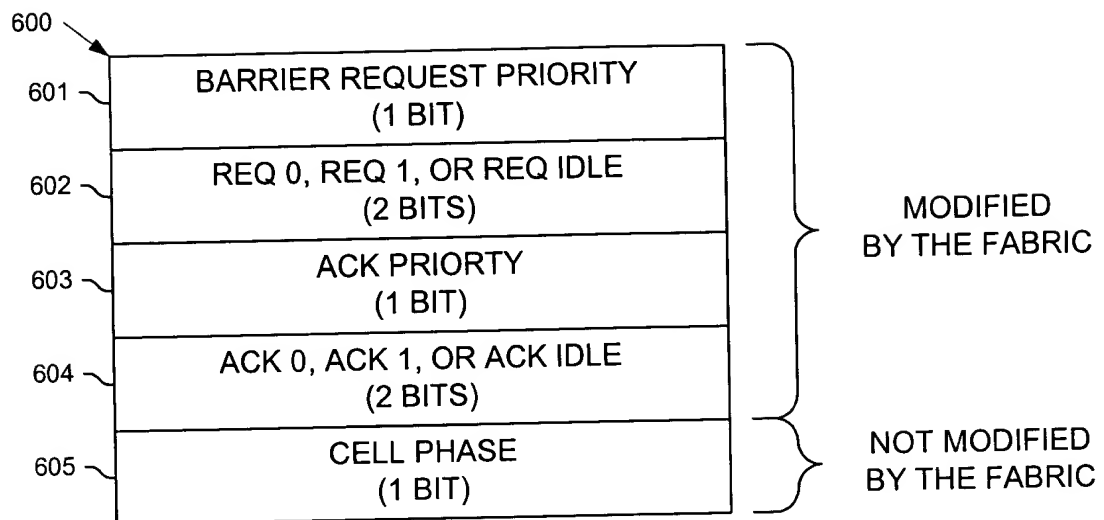 600
601
BARRIER REQUEST PRIORITY
(1 BIT)
602
REQ 0, REQ 1, OR REQ IDLE
(2 BITS)
603
ACK PRIORTY
(1 BIT)
604
ACK 0, ACK 1, OR ACK IDLE
(2 BITS)
605
CELL PHASE
(1 BIT)
MODIFIED
BY THE FABRIC
NOT MODIFIED
BY THE FABRIC